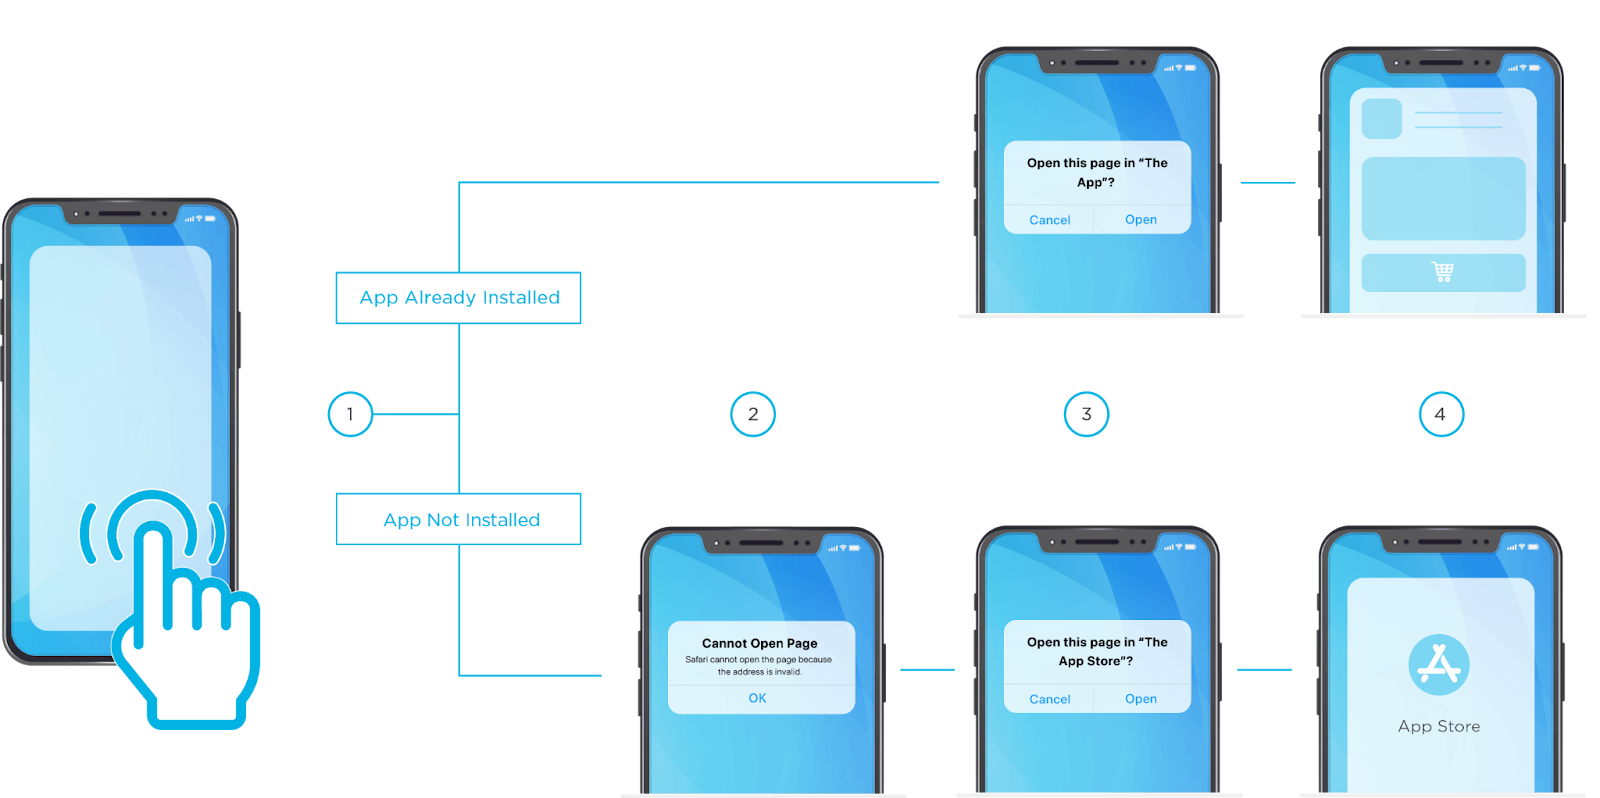 Open this page in “The
App”?
Cancel
Open
App Already Installed
1
2
3
4
App Not Installed
Cannot Open Page
Safari cannot open the page because
the address is invalid.
OK
Open this page in “The
App Store”?
Cancel
Open
App Store